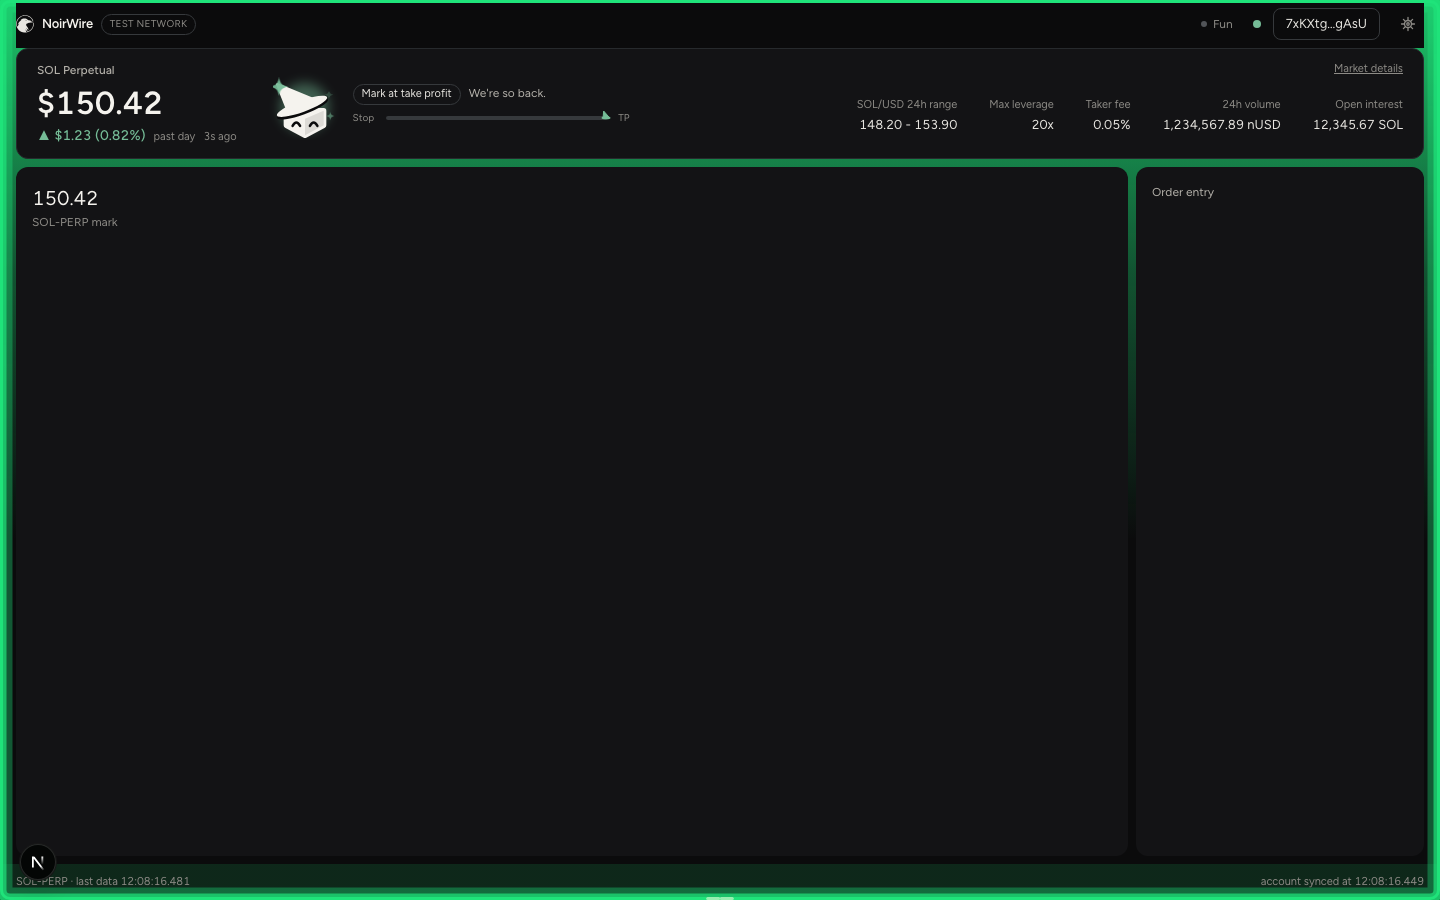 NoirWire TEST NETWORK
Fun 7xKXtg...gAsU
SOL Perpetual
$150.42
▲ $1.23 (0.82%) past day 3s ago
Mark at take profit We're so back.
Stop TP
Market details
SOL/USD 24h range
148.20 - 153.90
Max leverage
20x
Taker fee
0.05%
24h volume
1,234,567.89 nUSD
Open interest
12,345.67 SOL
150.42
SOL-PERP mark
Order entry
N
SOL-PERP · last data 12:08:16.481
account synced at 12:08:16.449